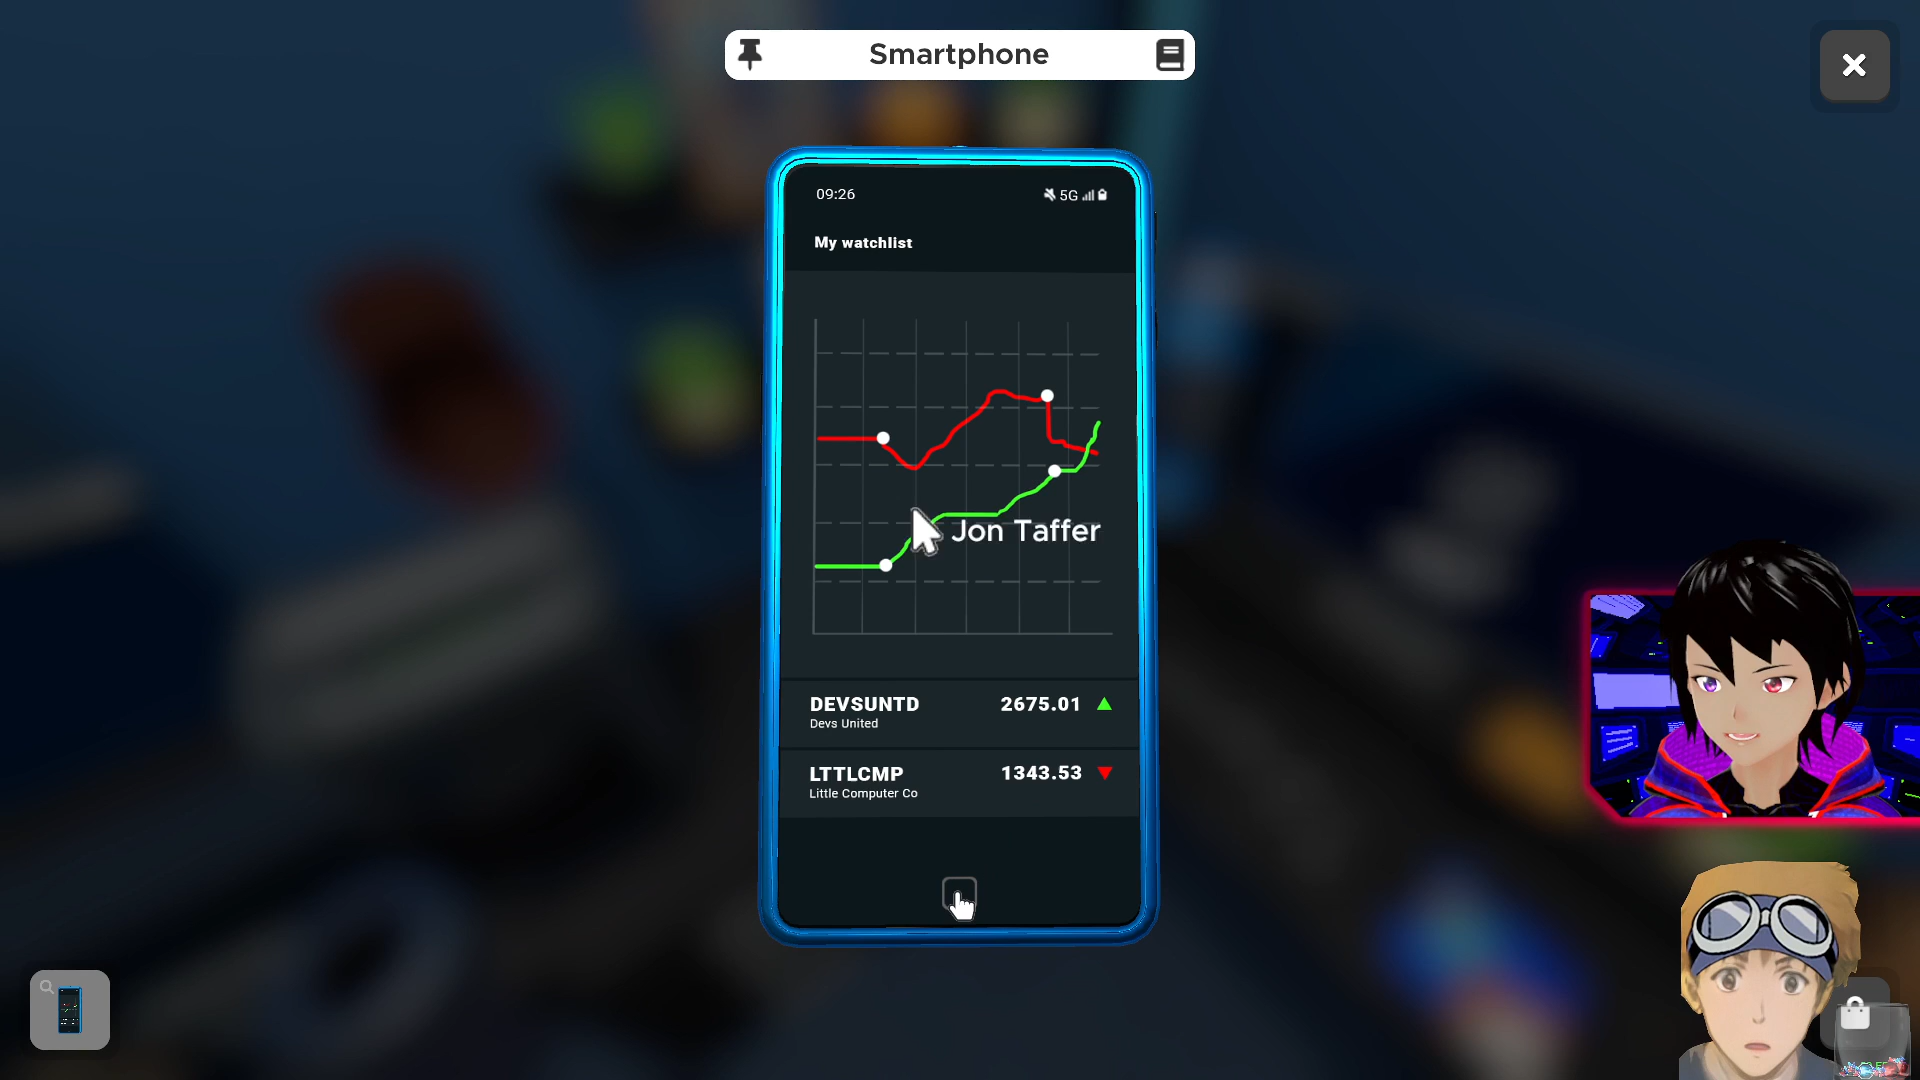 Smartphone
09:26
5G
My watchlist
Jon Taffer
DEVSUNTD 2675.01
Devs United
LTTLCMP 1343.53
Little Computer Co